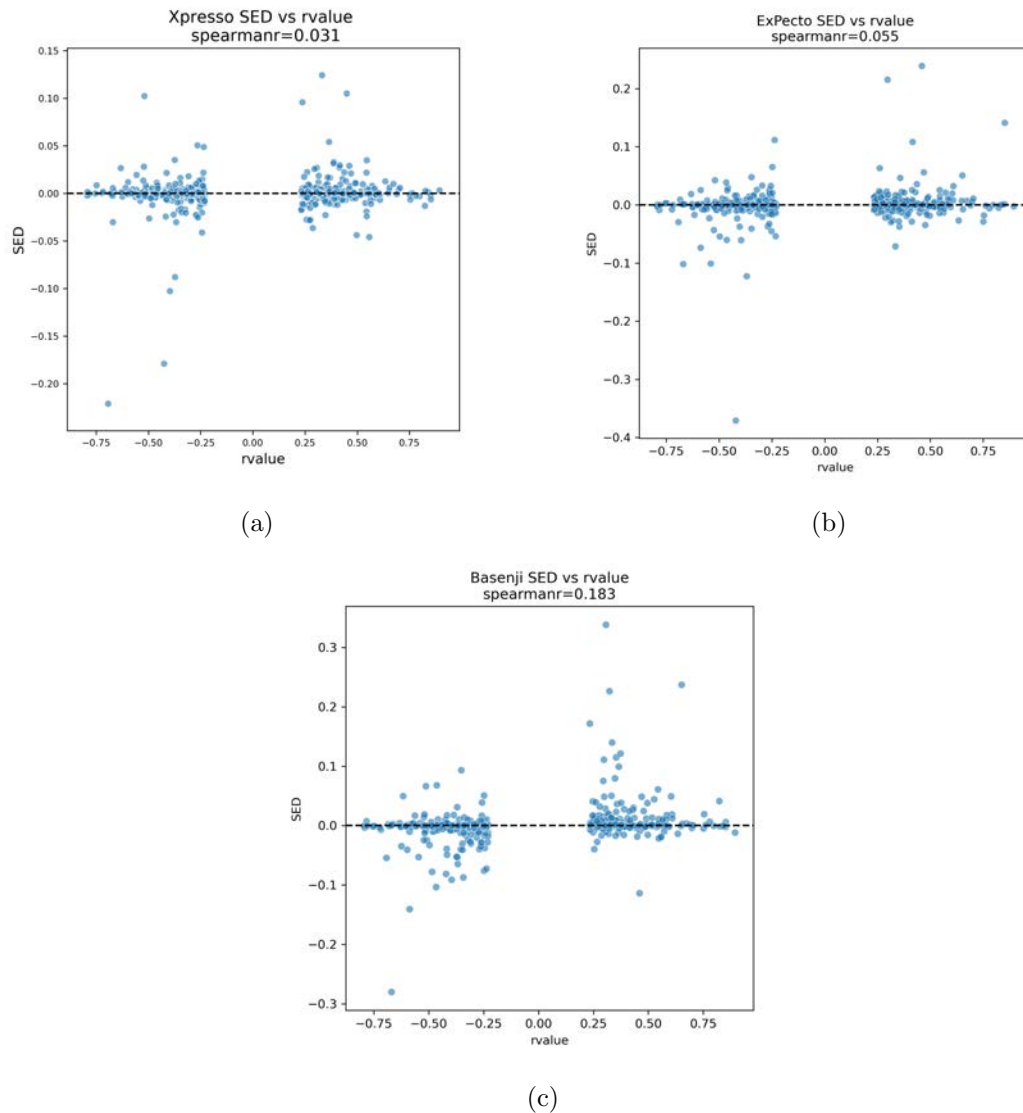 Xpresso SED vs rvalue
spearmanr=0.031
0.15
0.10
0.05
0.00
−0.05
−0.10
−0.15
−0.20
SED
−0.75 −0.50 −0.25 0.00 0.25 0.50 0.75
rvalue
(a)
ExPecto SED vs rvalue
spearmanr=0.055
0.2
0.1
0.0
−0.1
−0.2
−0.3
−0.4
SED
−0.75 −0.50 −0.25 0.00 0.25 0.50 0.75
rvalue
(b)
Basenji SED vs rvalue
spearmanr=0.183
0.3
0.2
0.1
0.0
−0.1
−0.2
−0.3
SED
−0.75 −0.50 −0.25 0.00 0.25 0.50 0.75
rvalue
(c)